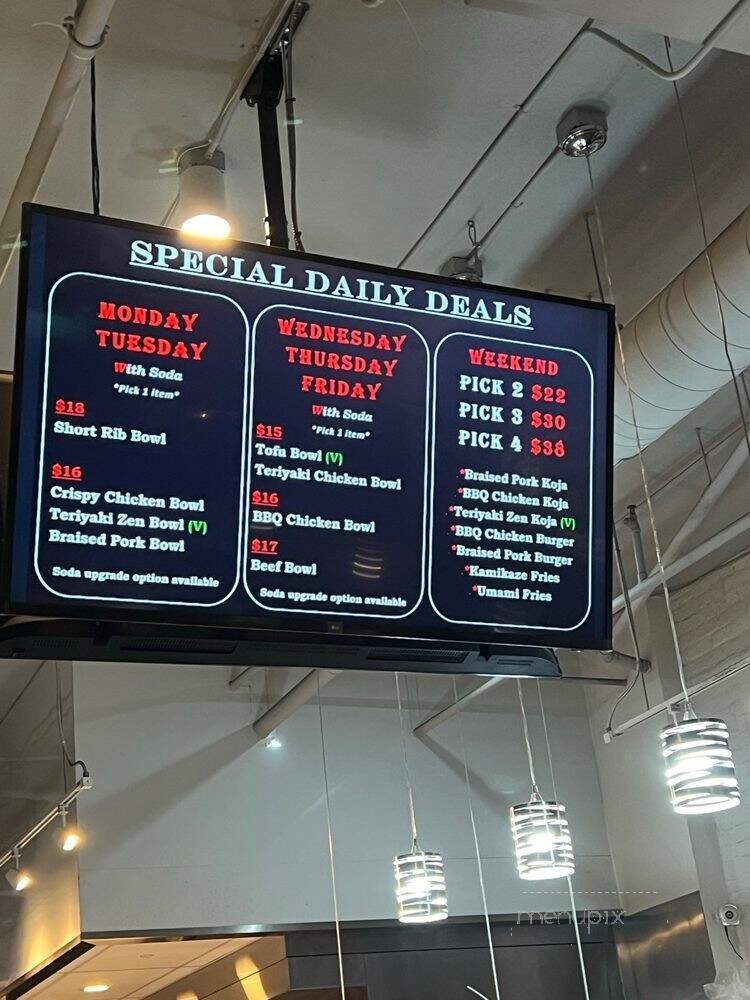 SPECIAL DAILY DEALS
MONDAY
TUESDAY
With Soda
*Pick 1 item*
$18
Short Rib Bowl
$16
Crispy Chicken Bowl
Teriyaki Zen Bowl (V)
Braised Pork Bowl
Soda upgrade option available
WEDNESDAY
THURSDAY
FRIDAY
With Soda
*Pick 1 item*
$15
Tofu Bowl (V)
Teriyaki Chicken Bowl
$16
BBQ Chicken Bowl
$17
Beef Bowl
Soda upgrade option available
WEEKEND
PICK 2 $22
PICK 3 $30
PICK 4 $38
*Braised Pork Koja
*BBQ Chicken Koja
*Teriyaki Zen Koja (V)
*BBQ Chicken Burger
*Braised Pork Burger
*Kamikaze Fries
*Umami Fries
menupix